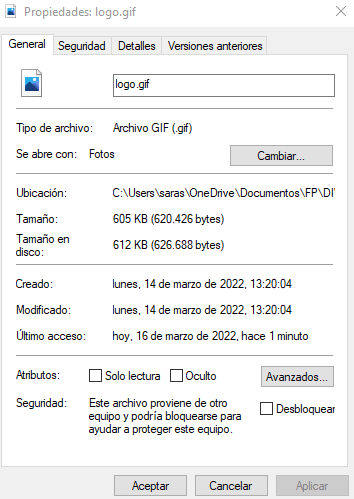 Propiedades: logo.gif
General Seguridad Detalles Versiones anteriores
logo.gif
Tipo de archivo: Archivo GIF (.gif)
Se abre con: Fotos Cambiar...
Ubicación: C:\Users\saras\OneDrive\Documentos\FP\DI
Tamaño: 605 KB (620.426 bytes)
Tamaño en
disco: 612 KB (626.688 bytes)
Creado: lunes, 14 de marzo de 2022, 13:20:04
Modificado: lunes, 14 de marzo de 2022, 13:20:04
Último acceso: hoy, 16 de marzo de 2022, hace 1 minuto
Atributos: Solo lectura Oculto Avanzados...
Seguridad: Este archivo proviene de otro
equipo y podría bloquearse para
ayudar a proteger este equipo.
Desbloquear
Aceptar Cancelar Aplicar